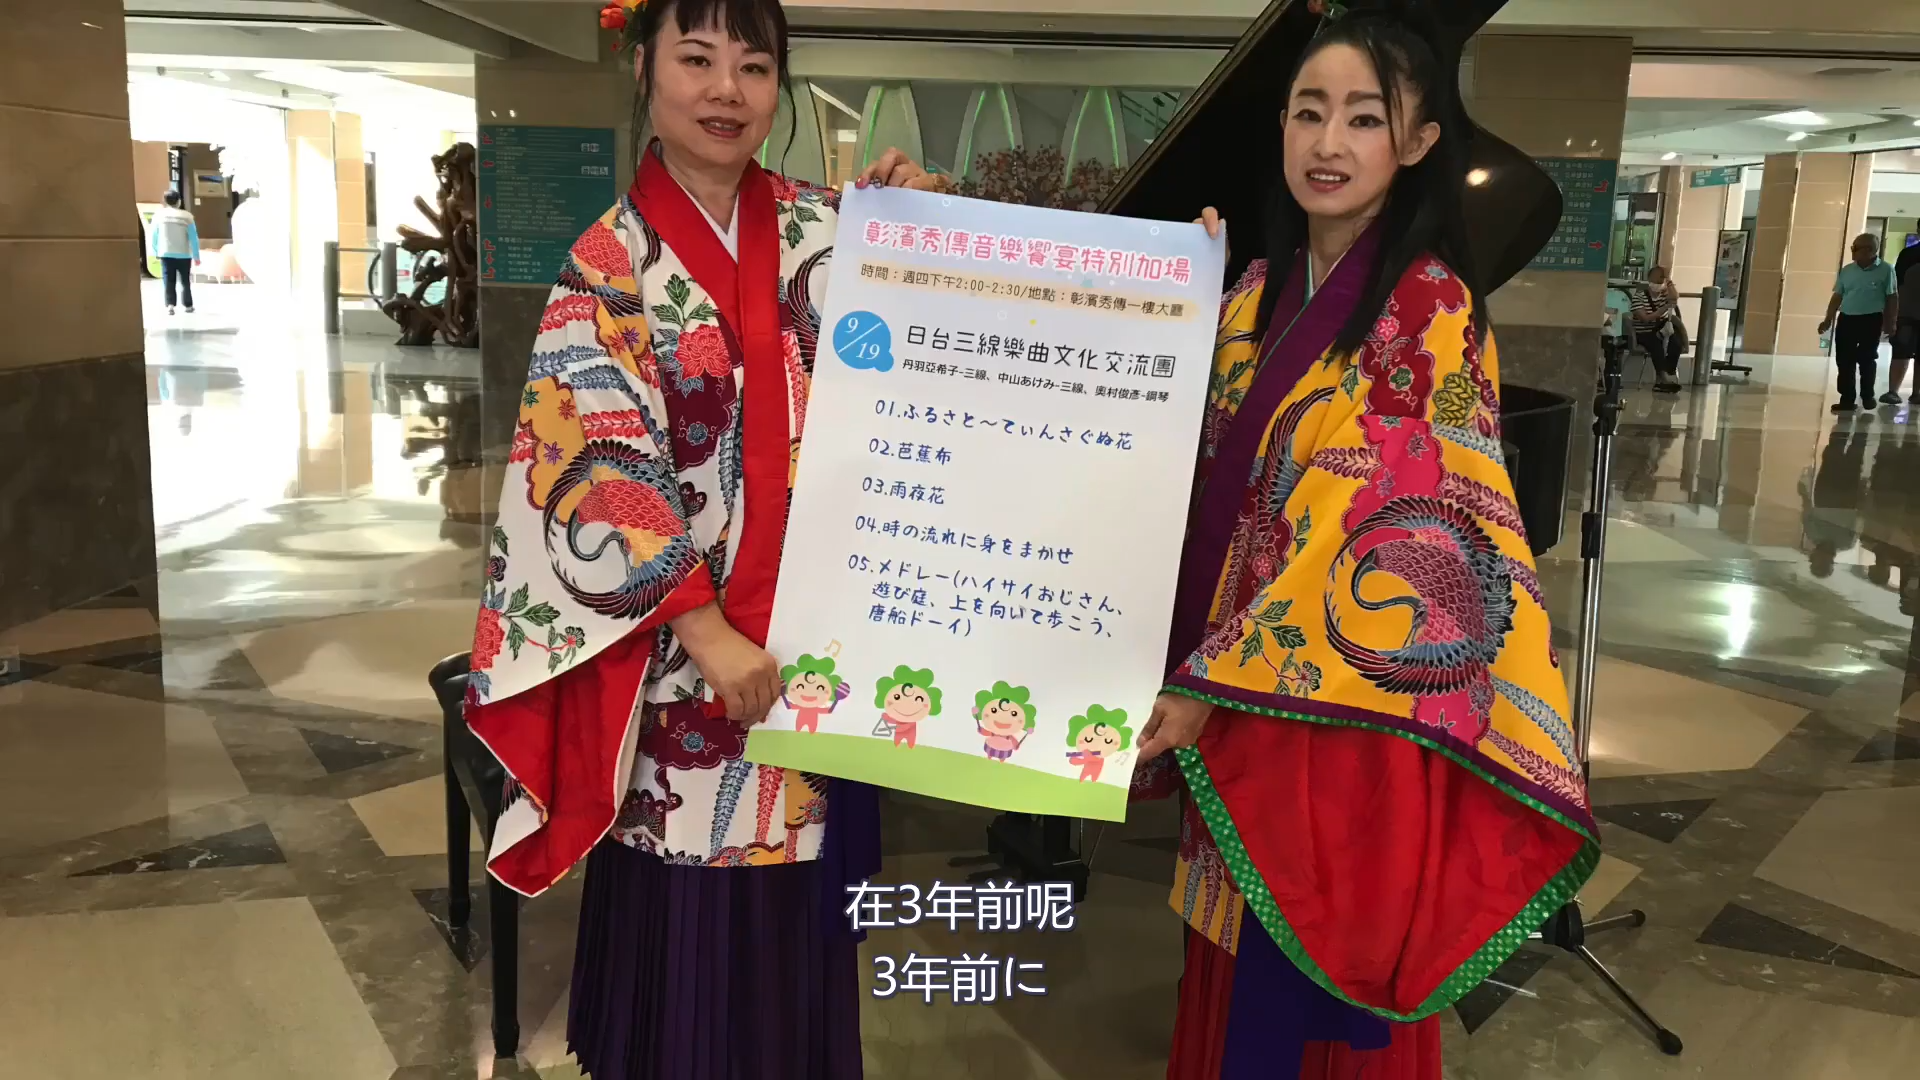 彰濱秀傳音樂饗宴特別加場
時間：週四下午2:00-2:30/地點：彰濱秀傳一樓大廳
9/19
日台三線樂曲文化交流團
丹羽亞希子-三線、中山あけみ-三線、奧村俊彥-鋼琴
01.ふるさと～てぃんさぐぬ花
02.芭蕉布
03.雨夜花
04.時の流れに身をまかせ
05.メドレー(ハイサイおじさん、
遊び庭、上を向いて歩こう、
唐船ドーイ)
在3年前呢
3年前に